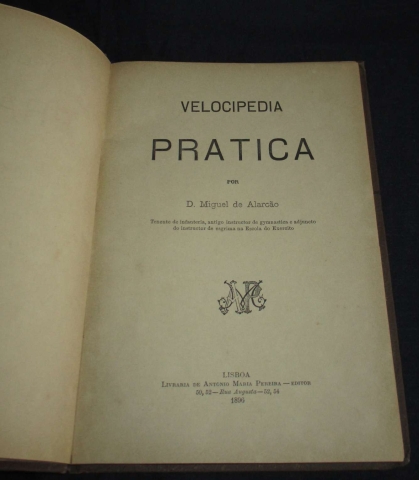 VELOCIPEDIA
PRATICA
POR
D. Miguel de Alarcão
Tenente de infanteria, antigo instructor de gymnastica e adjuncto
do instructor de esgrima na Escola do Exercito
LISBOA
LIVRARIA DE ANTONIO MARIA PEREIRA — EDITOR
50, 52 — Rua Augusta — 52, 54
1896